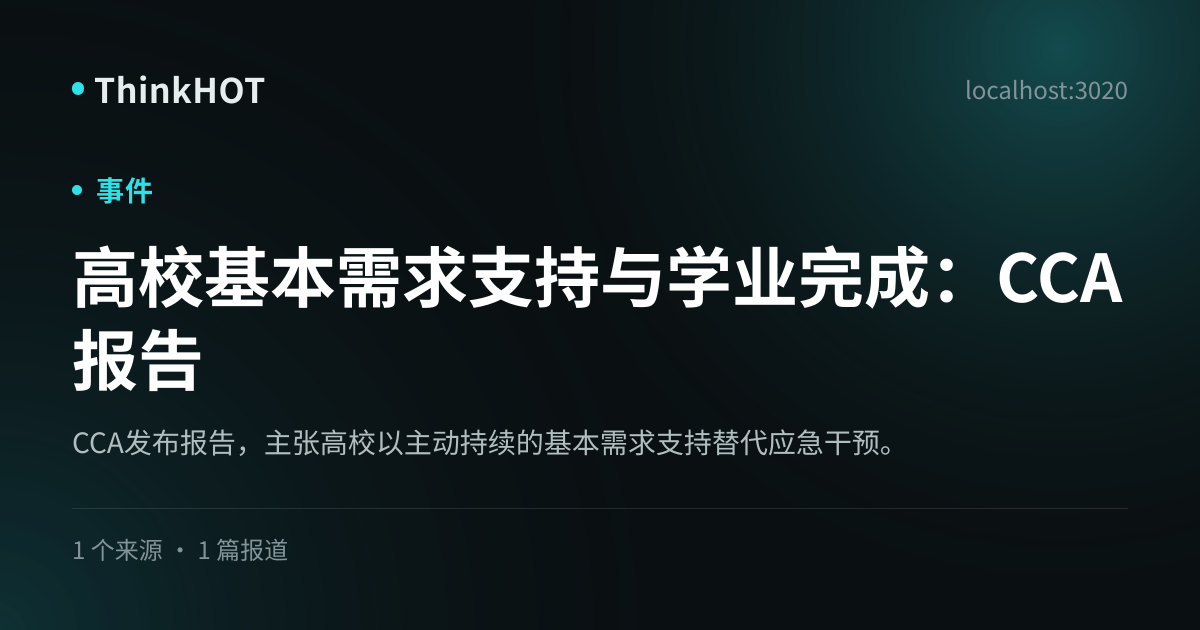 ThinkHOT
localhost:3020
事件
高校基本需求支持与学业完成：CCA
报告
CCA发布报告，主张高校以主动持续的基本需求支持替代应急干预。
1 个来源 · 1 篇报道